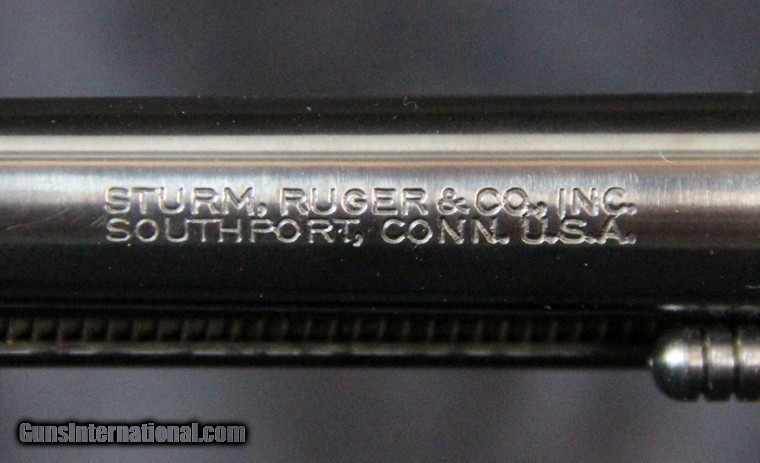 STURM, RUGER & CO., INC.
SOUTHPORT, CONN. U.S.A.
GunsInternational.com